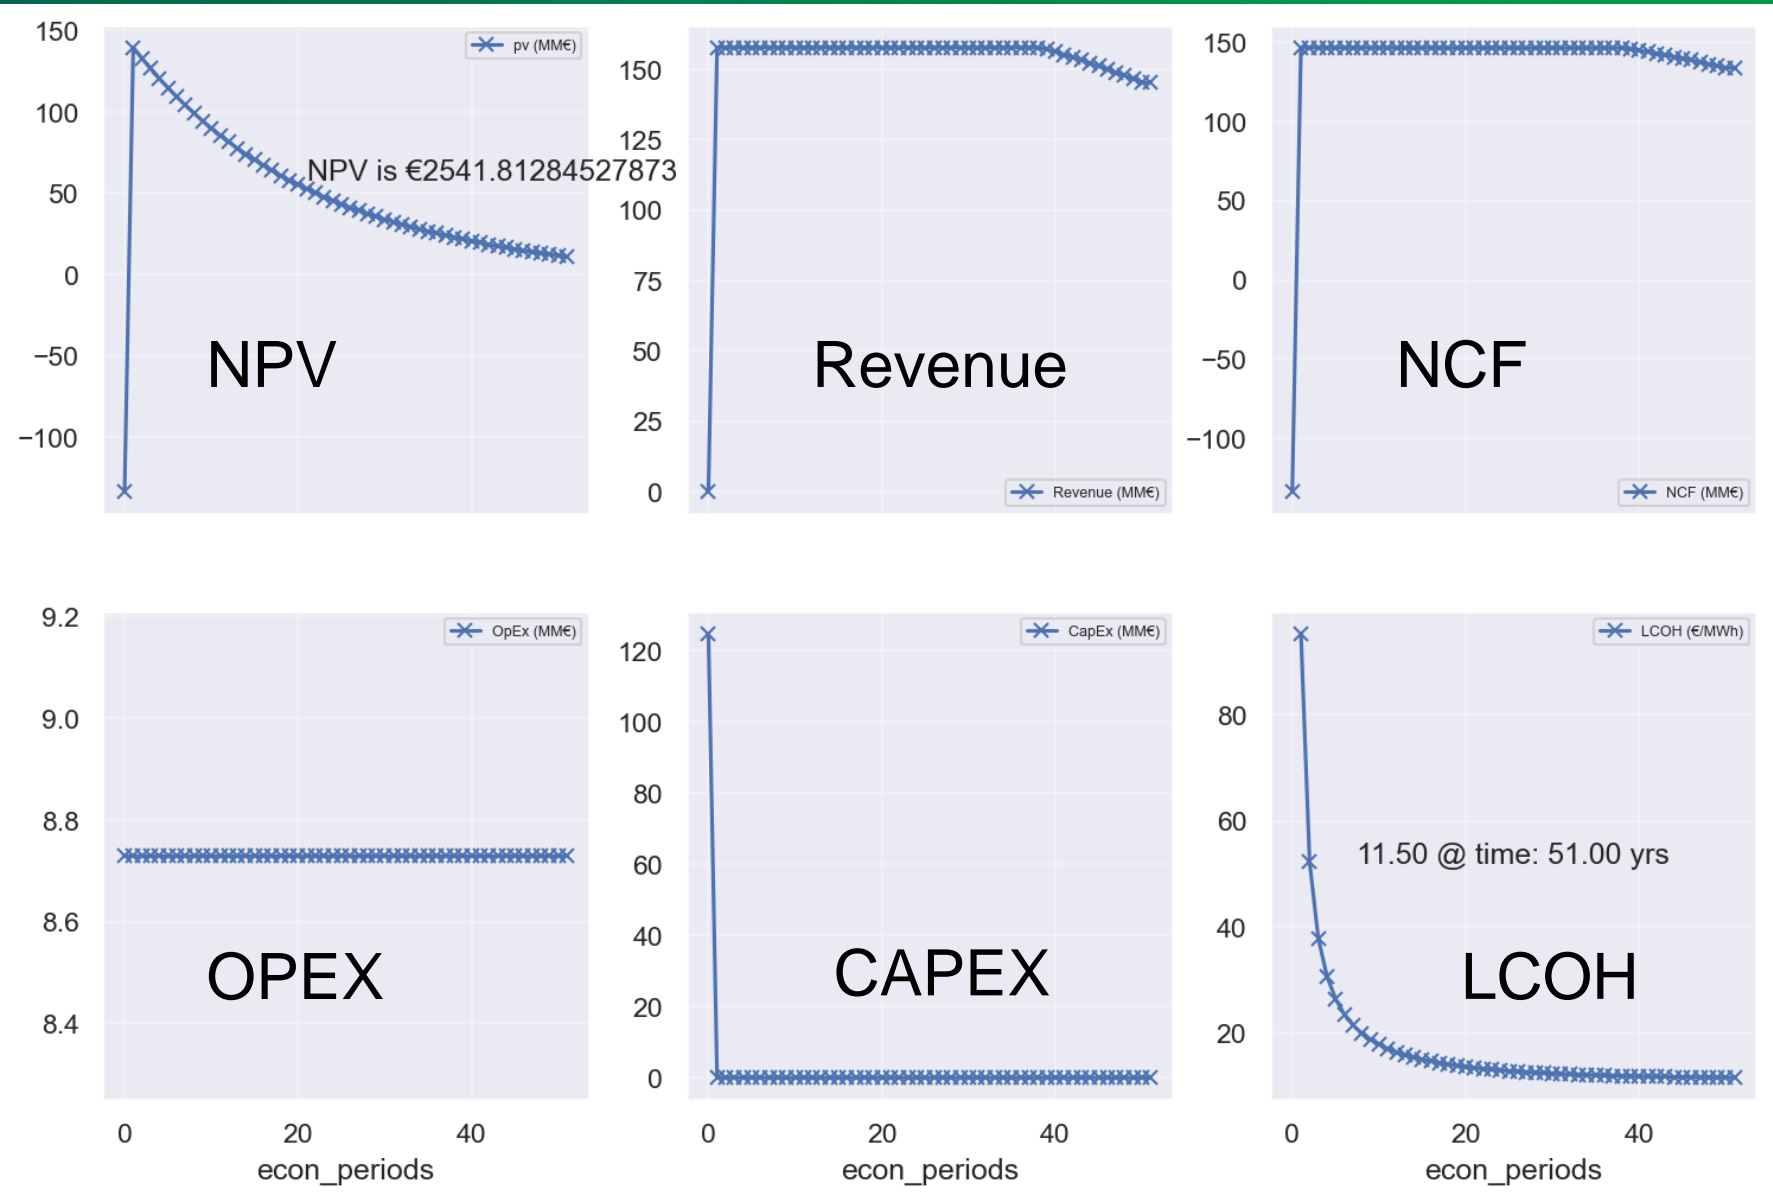 150
100
50
0
−50
−100
pv (MM€)
NPV is €2541.81284527873
NPV
150
125
100
75
50
25
0
Revenue
Revenue (MM€)
150
100
50
0
−50
−100
NCF
NCF (MM€)
9.2
9.0
8.8
8.6
8.4
OpEx (MM€)
OPEX
0
20
40
econ_periods
120
100
80
60
40
20
0
CapEx (MM€)
CAPEX
0
20
40
econ_periods
80
60
40
20
LCOH (€/MWh)
11.50 @ time: 51.00 yrs
LCOH
0
20
40
econ_periods